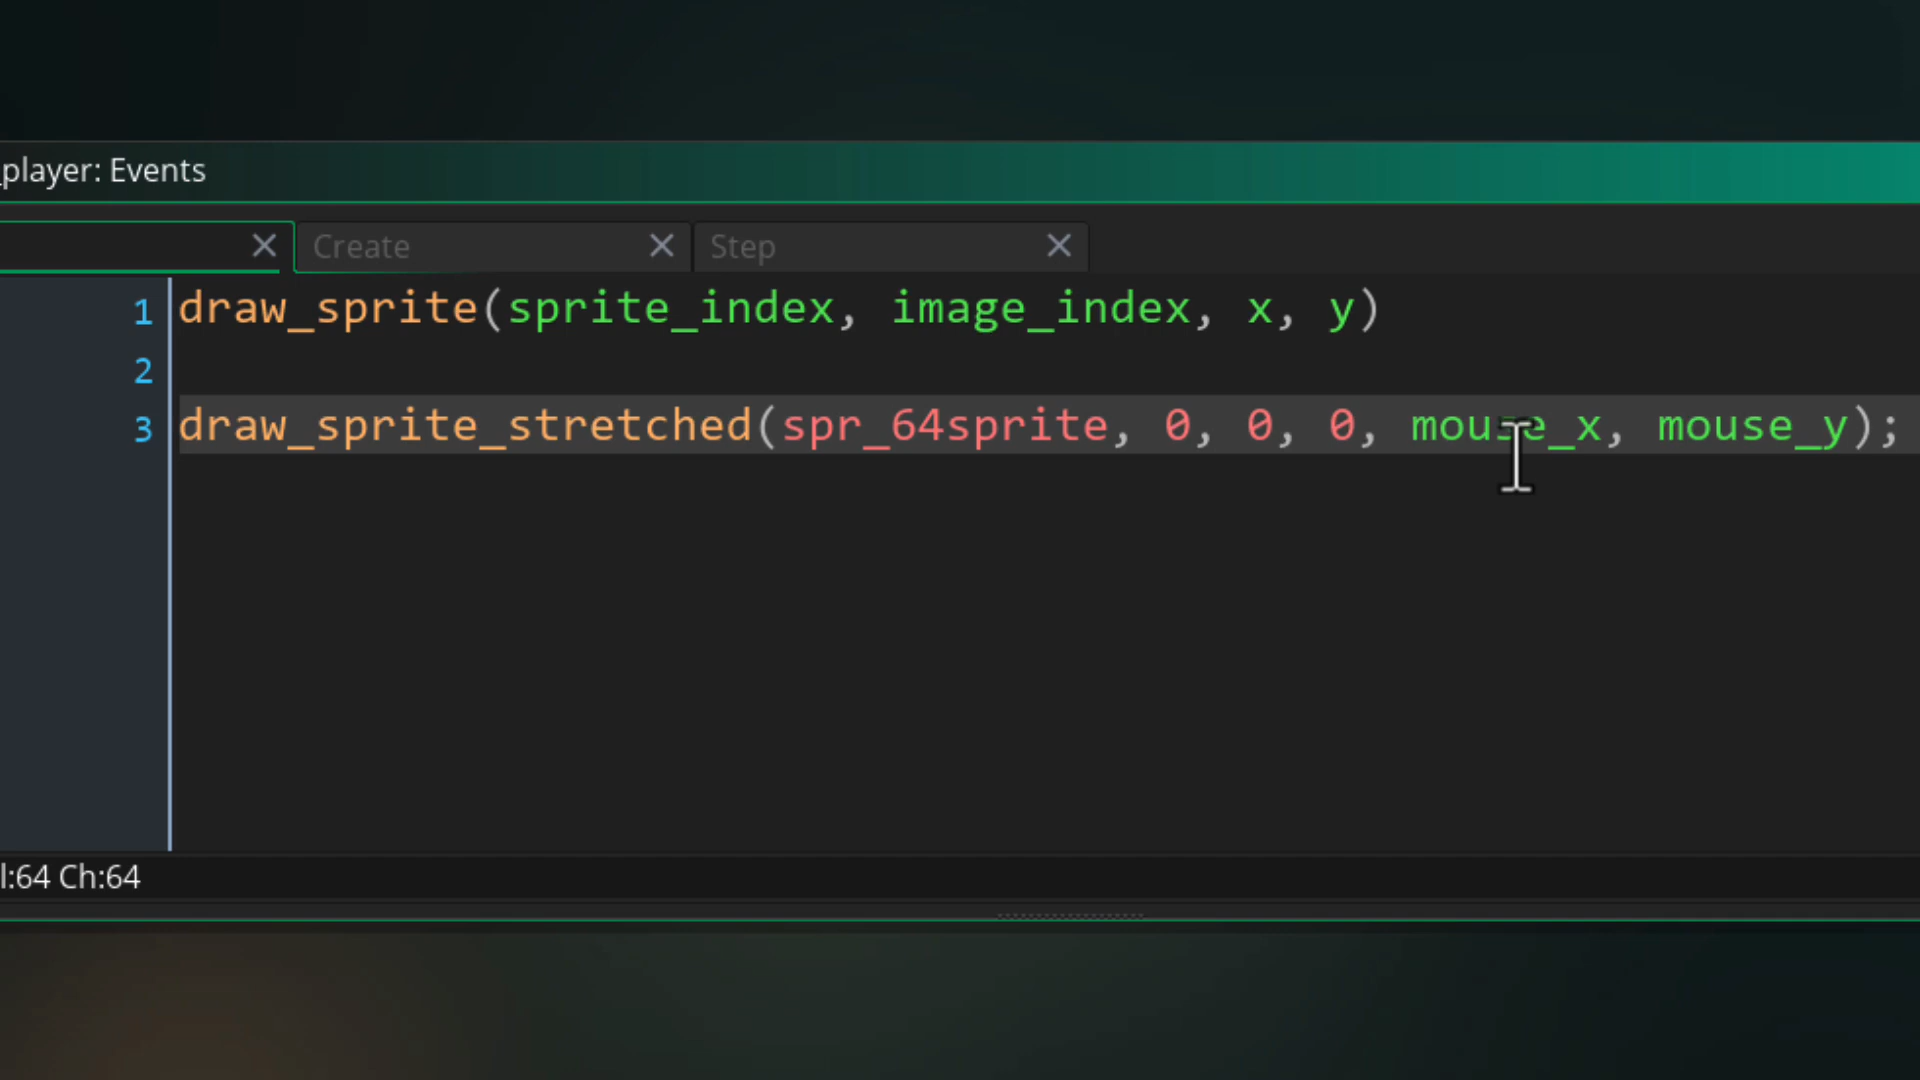 _player: Events
Create
Step
1 draw_sprite(sprite_index, image_index, x, y)
2
3 draw_sprite_stretched(spr_64sprite, 0, 0, 0, mouse_x, mouse_y);
l:64 Ch:64